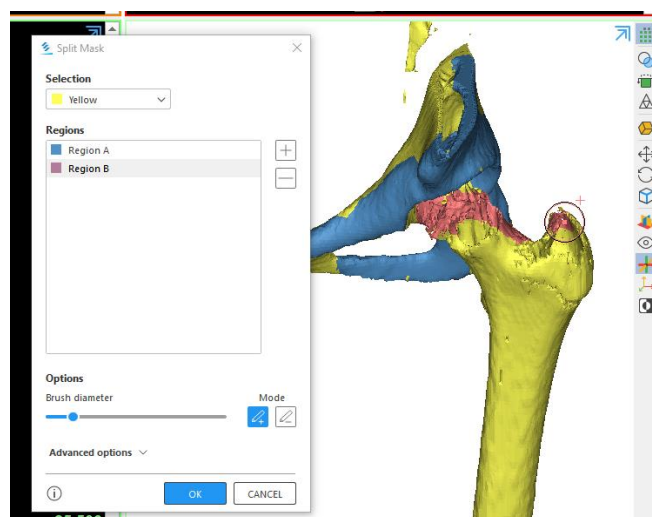 Split Mask
Selection
Yellow
Regions
Region A
Region B
Options
Brush diameter
Mode
Advanced options
OK
CANCEL